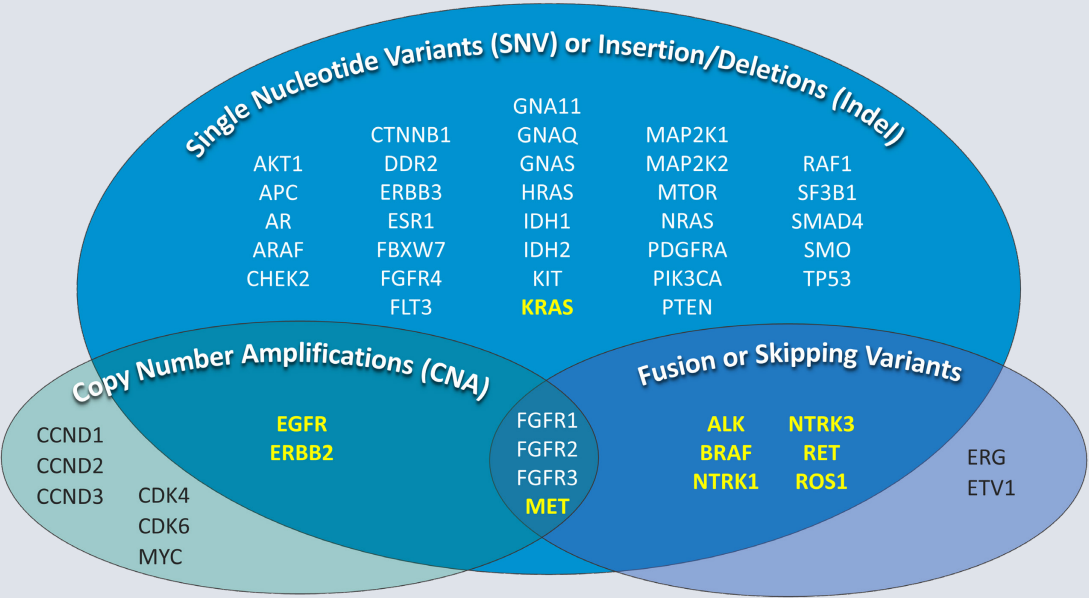 Single Nucleotide Variants (SNV) or Insertion/Deletions (Indel)
AKT1
APC
AR
ARAF
CHEK2
CTNNB1
DDR2
ERBB3
ESR1
FBXW7
FGFR4
FLT3
GNA11
GNAQ
GNAS
HRAS
IDH1
IDH2
KIT
KRAS
MAP2K1
MAP2K2
MTOR
NRAS
PDGFRA
PIK3CA
PTEN
RAF1
SF3B1
SMAD4
SMO
TP53
Copy Number Amplifications (CNA)
CCND1
CCND2
CCND3
CDK4
CDK6
MYC
EGFR
ERBB2
FGFR1
FGFR2
FGFR3
MET
Fusion or Skipping Variants
ALK
BRAF
NTRK1
NTRK3
RET
ROS1
ERG
ETV1